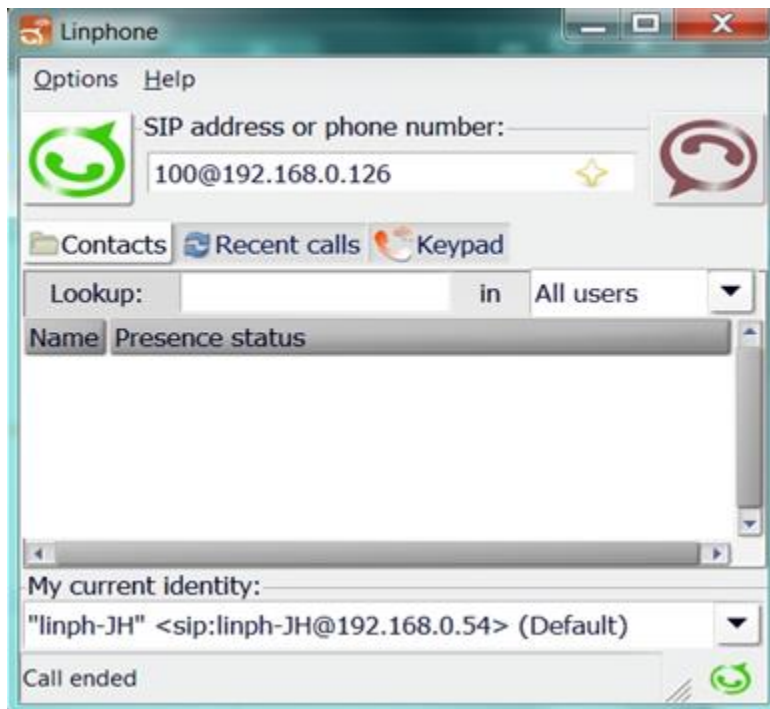 Linphone
Options Help
SIP address or phone number:
100@192.168.0.126
Contacts Recent calls Keypad
Lookup: in All users
Name Presence status
My current identity:
"linph-JH" <sip:linph-JH@192.168.0.54> (Default)
Call ended